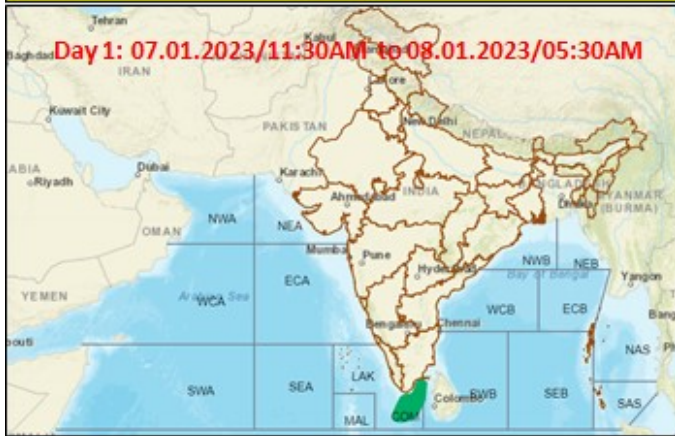 Tehran
Kabul
Day 1: 07.01.2023/11:30AM to 08.01.2023/05:30AM
Baghdad
IRAN
Lahore
Kuwait City
New Delhi
PAKISTAN
NEPAL
Dubai
Karachi
Riyadh
Ahmedabad
INDIA
BANGLADESH
Dhaka
MYANMAR
(BURMA)
OMAN
NWA
NEA
Mumbai
Pune
Hyderabad
NWB
NEB
Bay of Bengal
Yangon
YEMEN
ECA
Arabian Sea
WCA
WCB
ECB
Bengaluru
Chennai
NAS
SWA
SEA
LAK
Colombo
SWB
SEB
MAL
COM
SAS